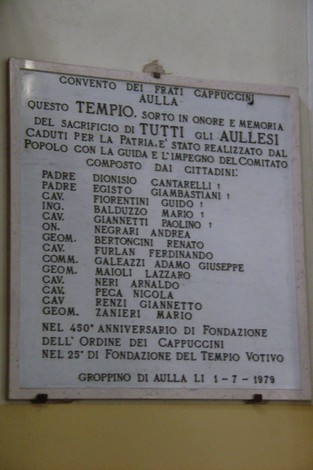 CONVENTO DEI FRATI CAPPUCCINI
AULLA
QUESTO TEMPIO, SORTO IN ONORE E MEMORIA
DEL SACRIFICIO DI TUTTI GLI AULLESI
CADUTI PER LA PATRIA, E' STATO REALIZZATO DAL
POPOLO CON LA GUIDA E L'IMPEGNO DEL COMITATO
COMPOSTO DAI CITTADINI:
PADRE DIONISIO CANTARELLI †
PADRE EGISTO GIAMBASTIANI †
CAV. FIORENTINI GUIDO †
ING. BALDUZZO MARIO †
CAV. GIANNETTI PAOLINO †
ON. NEGRARI ANDREA
GEOM. BERTONCINI RENATO
CAV. FURLAN FERDINANDO
COMM. GALEAZZI ADAMO GIUSEPPE
GEOM. MAIOLI LAZZARO
CAV. NERI ARNALDO
CAV. PECA NICOLA
CAV RENZI GIANNETTO
GEOM. ZANIERI MARIO
NEL 450° ANNIVERSARIO DI FONDAZIONE
DELL'ORDINE DEI CAPPUCCINI
NEL 25° DI FONDAZIONE DEL TEMPIO VOTIVO
GROPPINO DI AULLA LI 1-7-1979